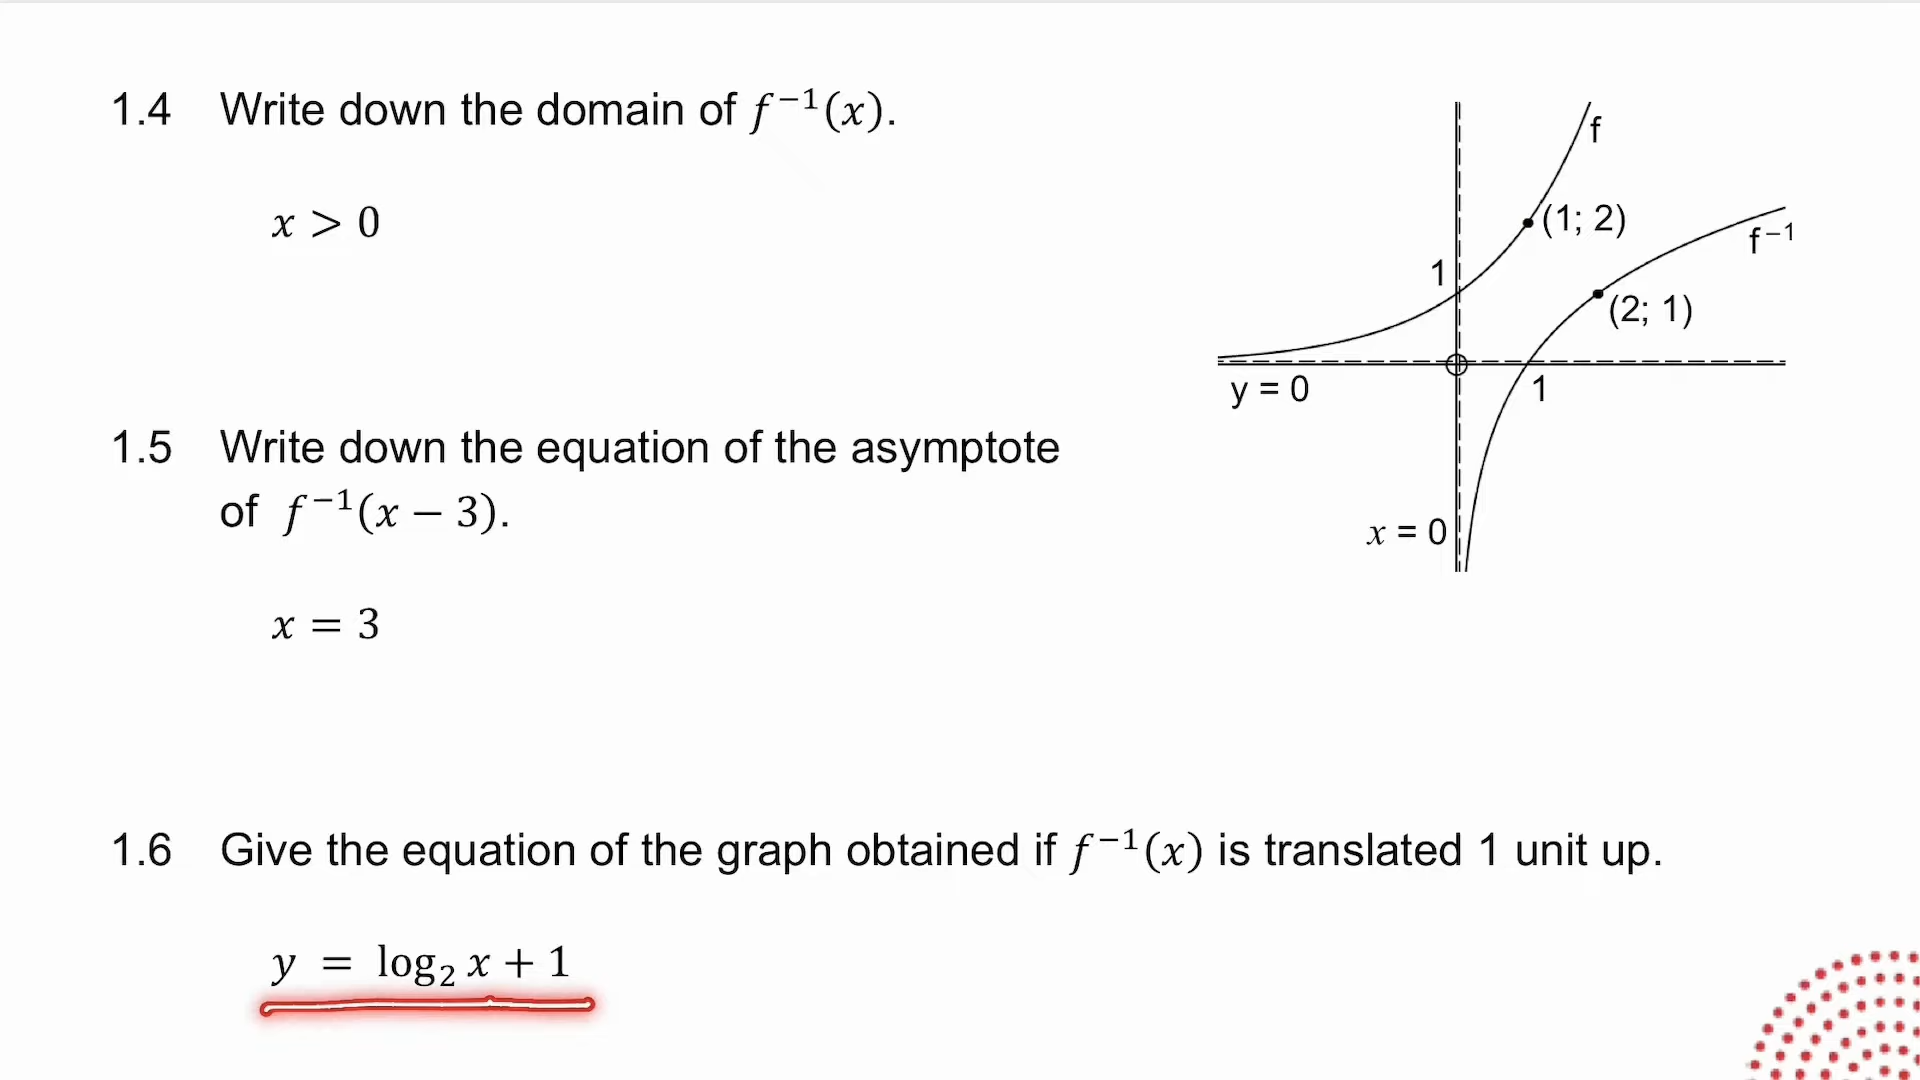 1.4 Write down the domain of f⁻¹(x).
x > 0
1.5 Write down the equation of the asymptote
of f⁻¹(x − 3).
x = 3
f
(1; 2)
1
f⁻¹
(2; 1)
y = 0
1
x = 0
1.6 Give the equation of the graph obtained if f⁻¹(x) is translated 1 unit up.
y = log₂ x + 1